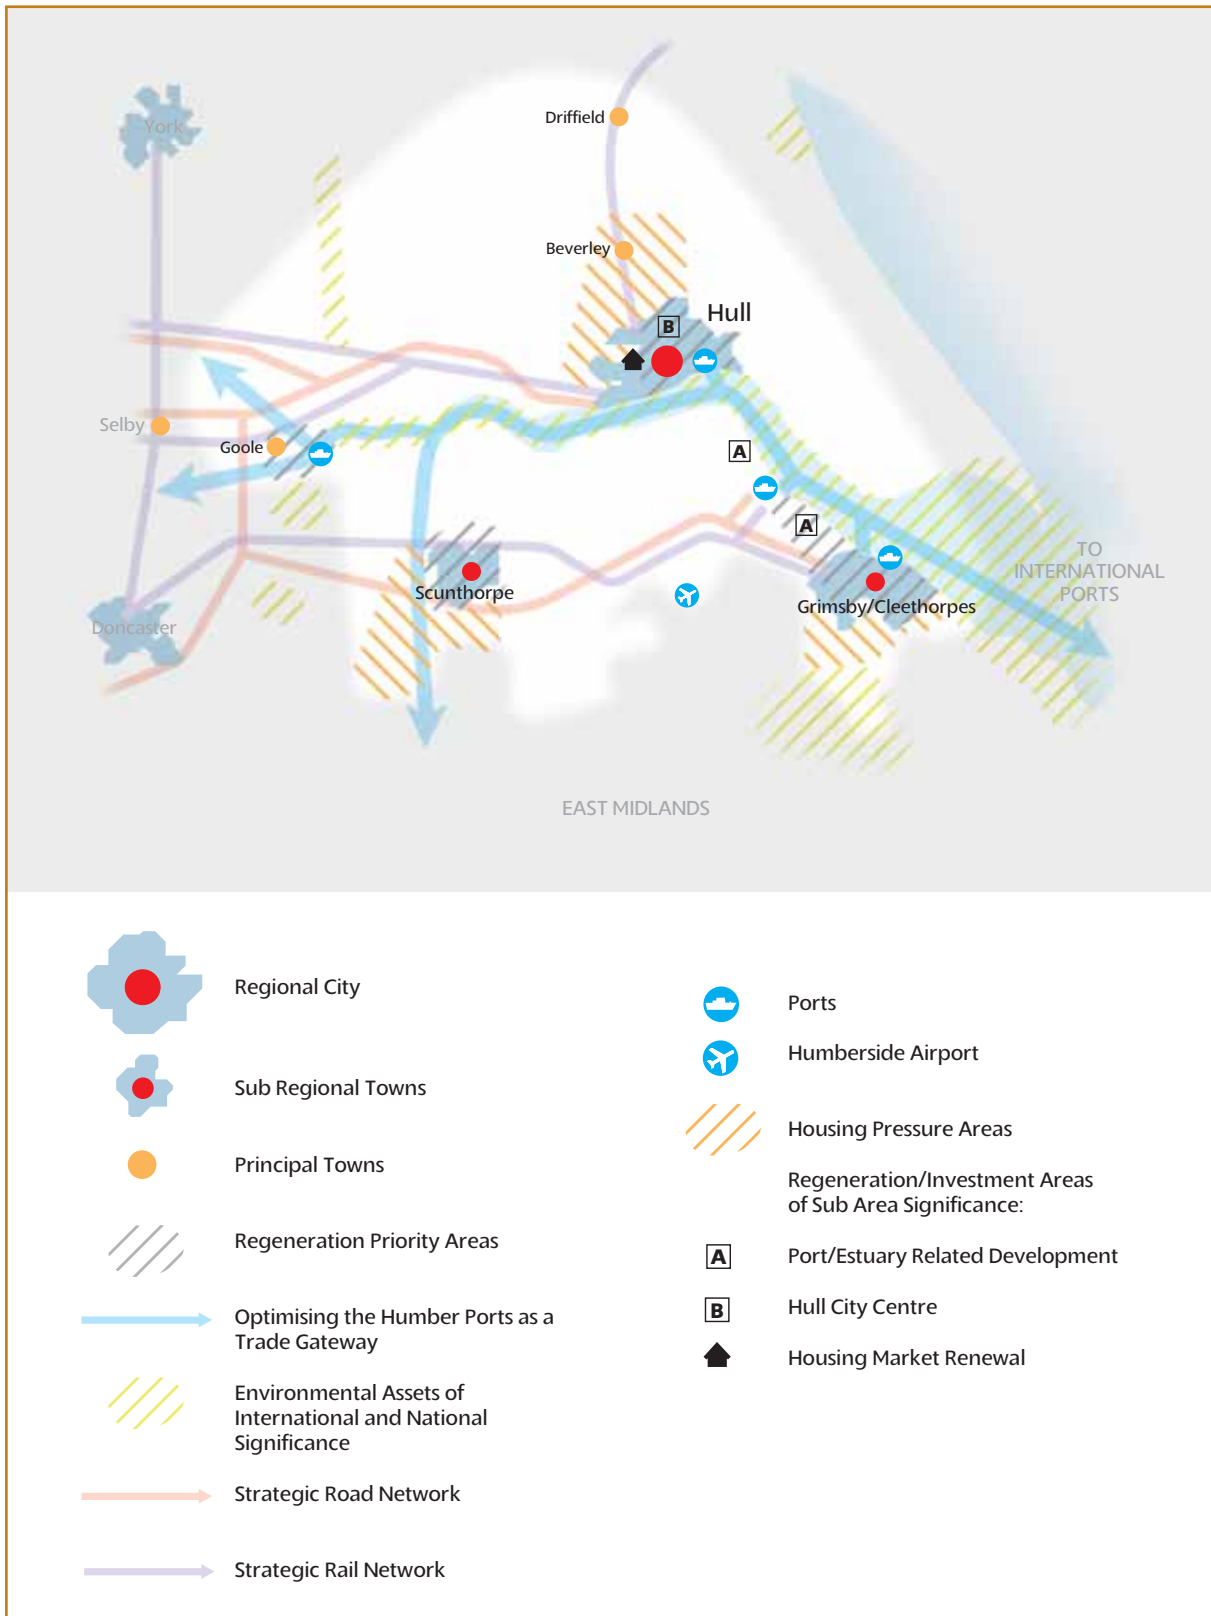 York
Driffield
Beverley
Hull
B
Selby
Goole
A
A
TO
INTERNATIONAL
PORTS
Scunthorpe
Grimsby/Cleethorpes
Doncaster
EAST MIDLANDS
Regional City
Sub Regional Towns
Principal Towns
Regeneration Priority Areas
Optimising the Humber Ports as a
Trade Gateway
Environmental Assets of
International and National
Significance
Strategic Road Network
Strategic Rail Network
Ports
Humberside Airport
Housing Pressure Areas
Regeneration/Investment Areas
of Sub Area Significance:
A Port/Estuary Related Development
B Hull City Centre
Housing Market Renewal